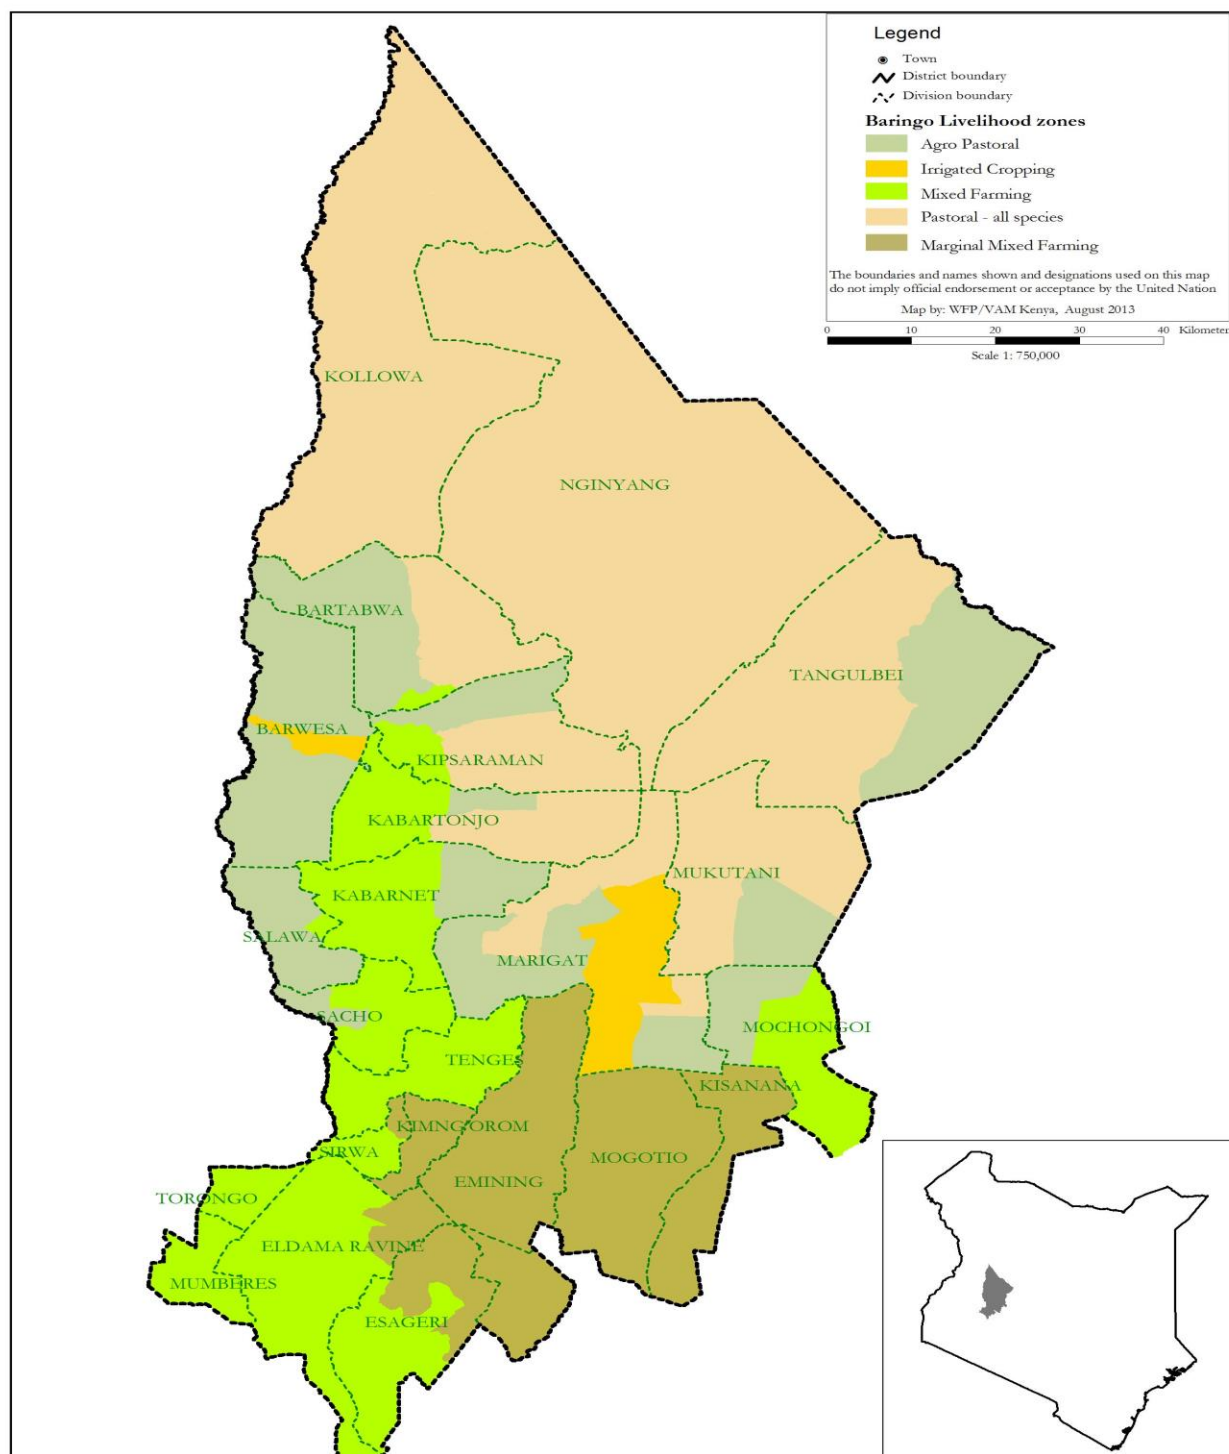 Legend
Town
District boundary
Division boundary
Baringo Livelihood zones
Agro Pastoral
Irrigated Cropping
Mixed Farming
Pastoral - all species
Marginal Mixed Farming
The boundaries and names shown and designations used on this map
do not imply official endorsement or acceptance by the United Nation
Map by: WFP/VAM Kenya, August 2013
0 10 20 30 40 Kilometer
Scale 1: 750,000
KOLLOWA
NGINYANG
BARTABWA
TANGULBEI
BARWESA
KIPSARAMAN
KABARTONJO
MUKUTANI
KABARNET
SALAWA
MARIGAT
SACHO
MOCHONGOI
TENGES
KISANANA
KIMNGOROM
SIRWA
MOGOTIO
EMINING
TORONGO
ELDAMA RAVINE
MUMBERES
ESAGERI